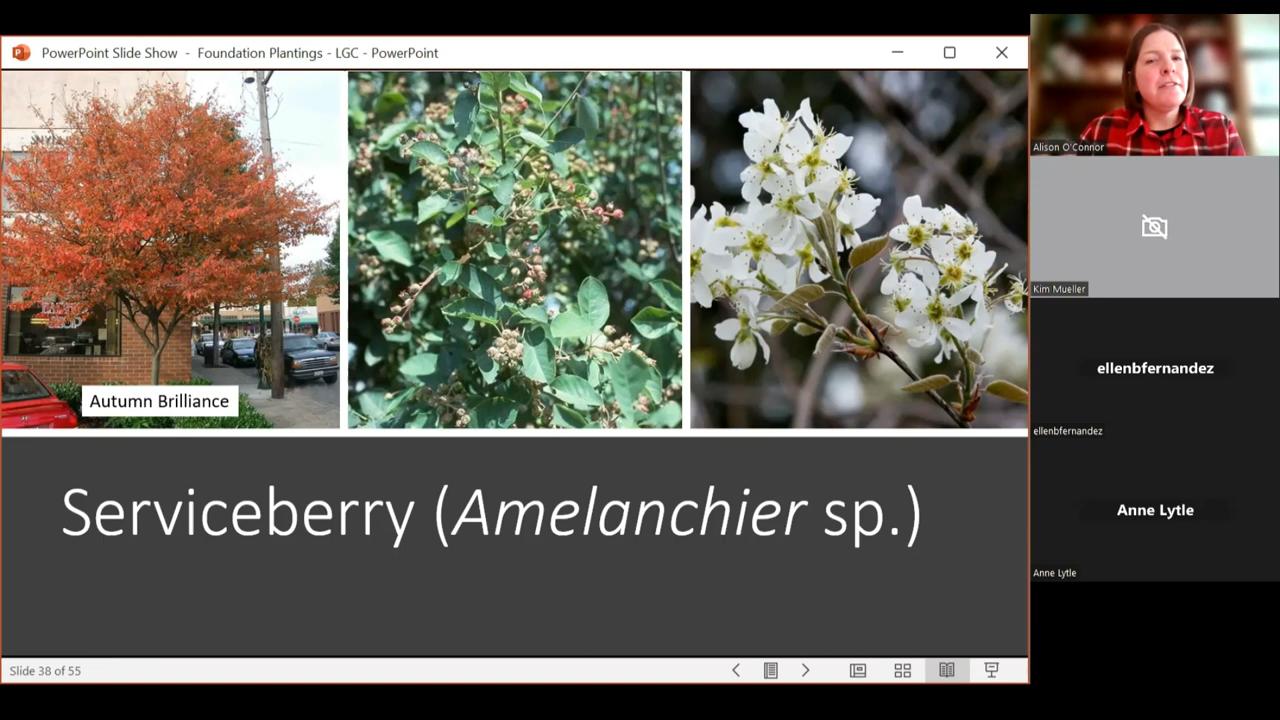 PowerPoint Slide Show - Foundation Plantings - LGC - PowerPoint
Autumn Brilliance
Serviceberry (Amelanchier sp.)
Slide 38 of 55
Alison O'Connor
Kim Mueller
ellenbfernandez
ellenbfernandez
Anne Lytle
Anne Lytle